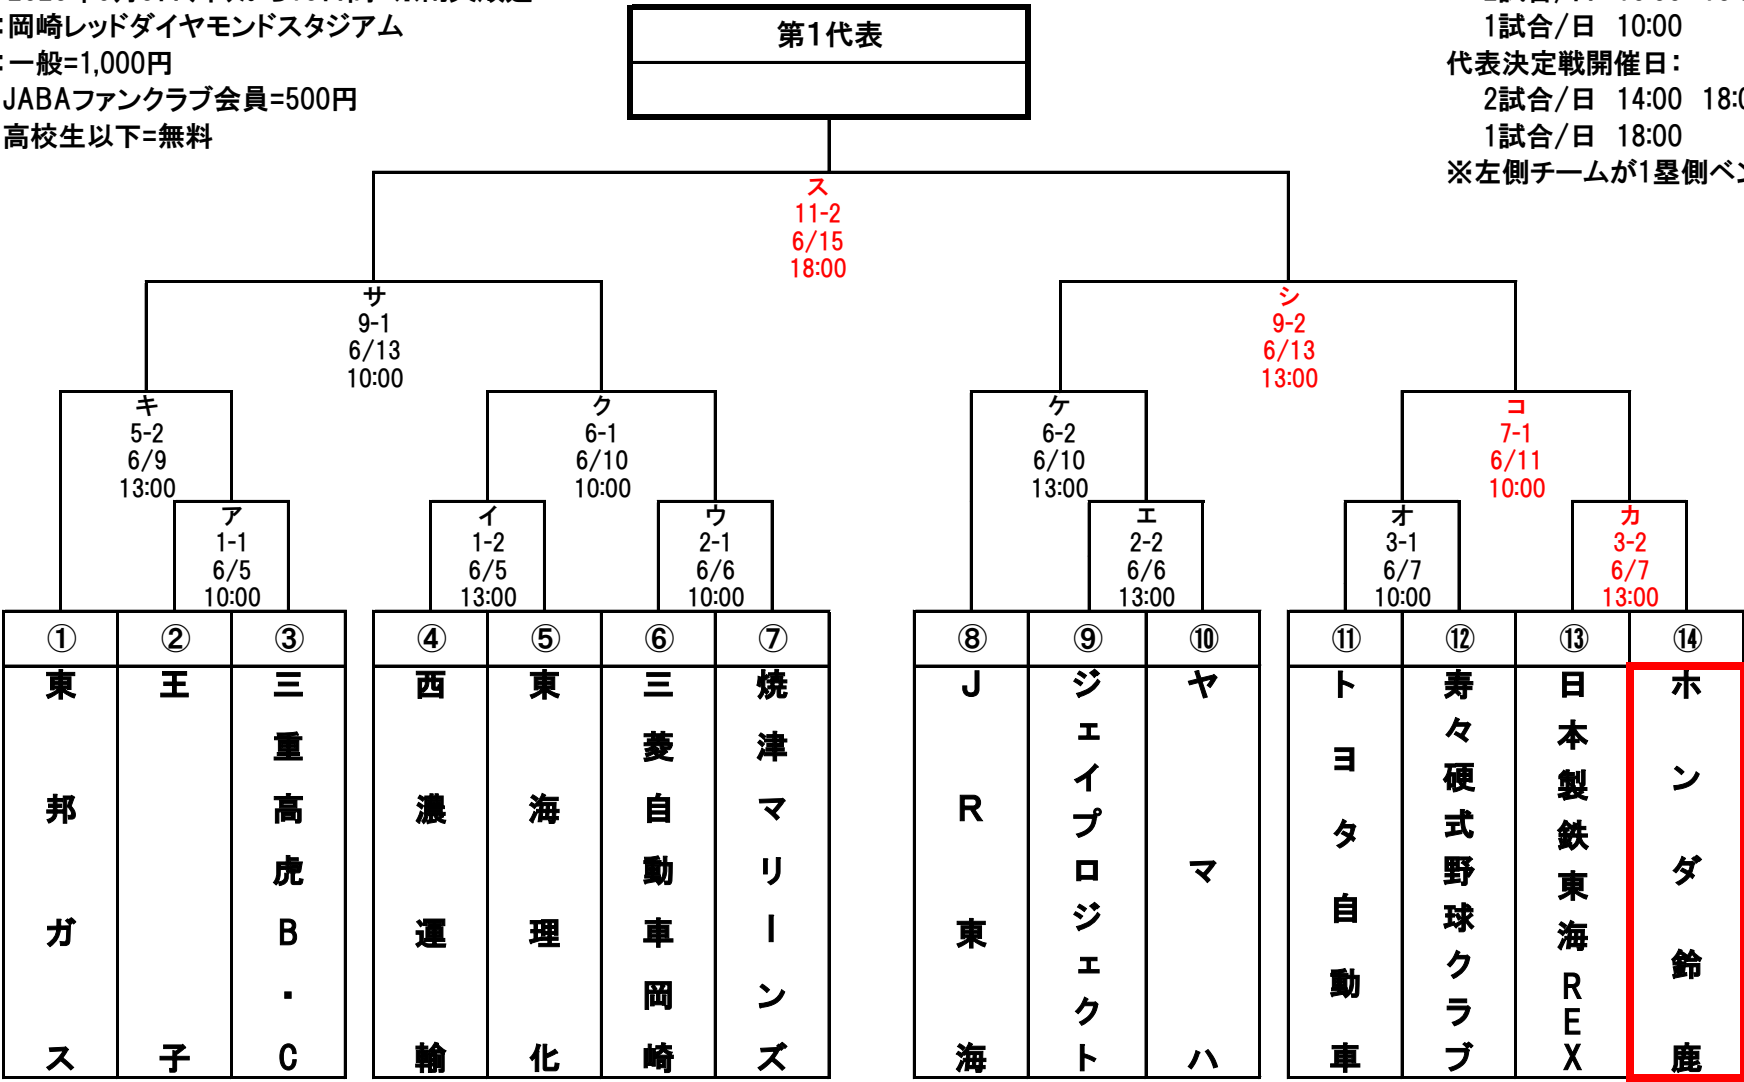 ：岡崎レッドダイヤモンドスタジアム
：一般=1,000円
JABAファンクラブ会員=500円
高校生以下=無料
第1代表
1試合/日 10:00
代表決定戦開催日：
2試合/日 14:00 18:0
1試合/日 18:00
※左側チームが1塁側ベン
ス
11-2
6/15
18:00
サ
9-1
6/13
10:00
シ
9-2
6/13
13:00
キ
5-2
6/9
13:00
ク
6-1
6/10
10:00
ケ
6-2
6/10
13:00
コ
7-1
6/11
10:00
ア
1-1
6/5
10:00
イ
1-2
6/5
13:00
ウ
2-1
6/6
10:00
エ
2-2
6/6
13:00
オ
3-1
6/7
10:00
カ
3-2
6/7
13:00
① ② ③ ④ ⑤ ⑥ ⑦ ⑧ ⑨ ⑩ ⑪ ⑫ ⑬ ⑭
東邦ガス
王子
三重高虎B・C
西濃運輸
東海理化
三菱自動車岡崎
焼津マリーンズ
JR東海
ジェイプロジェクト
ヤマハ
トヨタ自動車
寿々硬式野球クラブ
日本製鉄東海REX
ホンダ鈴鹿